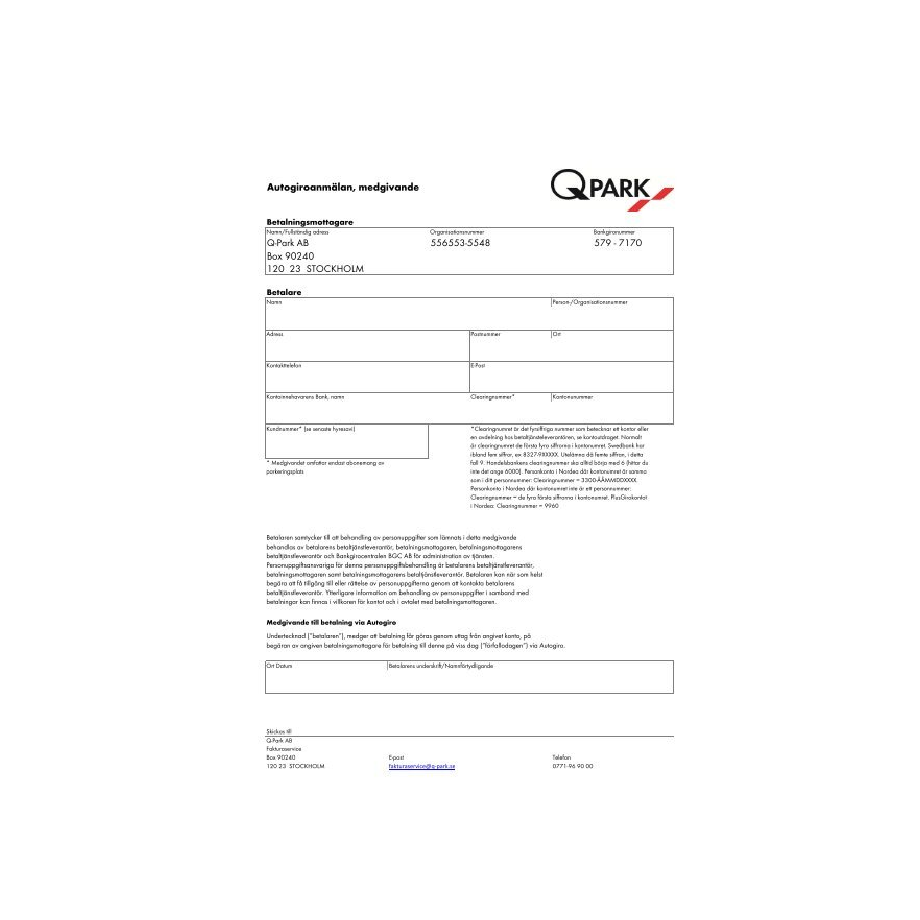 Autogiroanmälan, medgivande
Q PARK
Betalningsmottagare
Namn/Fullständig adress Organisationsnummer Bankgironummer
Q-Park AB 556553-5548 579 - 7170
Box 90240
120 23 STOCKHOLM
Betalare
Namn Person-/Organisationsnummer
Adress Postnummer Ort
Kontakttelefon E-Post
Kontoinnehavarens Bank, namn Clearingnummer* Kontonummer
Kundnummer* (se senaste hyresavi)
* Medgivandet omfattar endast abonnemang av
parkeringsplats
*Clearingnumret är det fyrsiffriga nummer som betecknar ett kontor eller
en avdelning hos betaltjänstleverantören, se kontoutdraget. Normalt
är clearingnumret de första fyra siffrorna i kontonumret. Swedbank har
ibland fem siffror, ex 8327-9XXXXX. Utelämna då femte siffran, i detta
fall 9. Handelsbankens clearingnummer ska alltid börja med 6 (hittar du
inte det ange 6000). Personkonto i Nordea där kontonumret är samma
som i ditt personnummer: Clearingnummer = 3300-ÅÅMMDDXXXX.
Personkonto i Nordea där kontonumret inte är ett personnummer:
Clearingnummer = de fyra första siffrorna i kontonumret. PlusGirokontot
i Nordea: Clearingnummer = 9960
Betalaren samtycker till att behandling av personuppgifter som lämnats i detta medgivande
behandlas av betalarens betaltjänstleverantör, betalningsmottagaren, betalningsmottagarens
betaltjänstleverantör och Bankgirocentralen BGC AB för administration av tjänsten.
Personuppgiftsansvariga för denna personuppgiftsbehandling är betalarens betaltjänstleverantör,
betalningsmottagaren samt betalningsmottagarens betaltjänstleverantör. Betalaren kan när som helst
begära att få tillgång till eller rättelse av personuppgifterna genom att kontakta betalarens
betaltjänstleverantör. Ytterligare information om behandling av personuppgifter i samband med
betalningar kan finnas i villkoren för kontot och i avtalet med betalningsmottagaren.
Medgivande till betalning via Autogiro
Undertecknad ("betalaren"), medger att betalning får göras genom uttag från angivet konto, på
begäran av angiven betalningsmottagare för betalning till denne på viss dag ("förfallodagen") via Autogiro.
Ort Datum Betalarens underskrift/Namnförtydligande
Skickas till
Q-Park AB
Fakturaservice
Box 90240 E-post Telefon
120 23 STOCKHOLM fakturaservice@q-park.se 0771-96 90 00